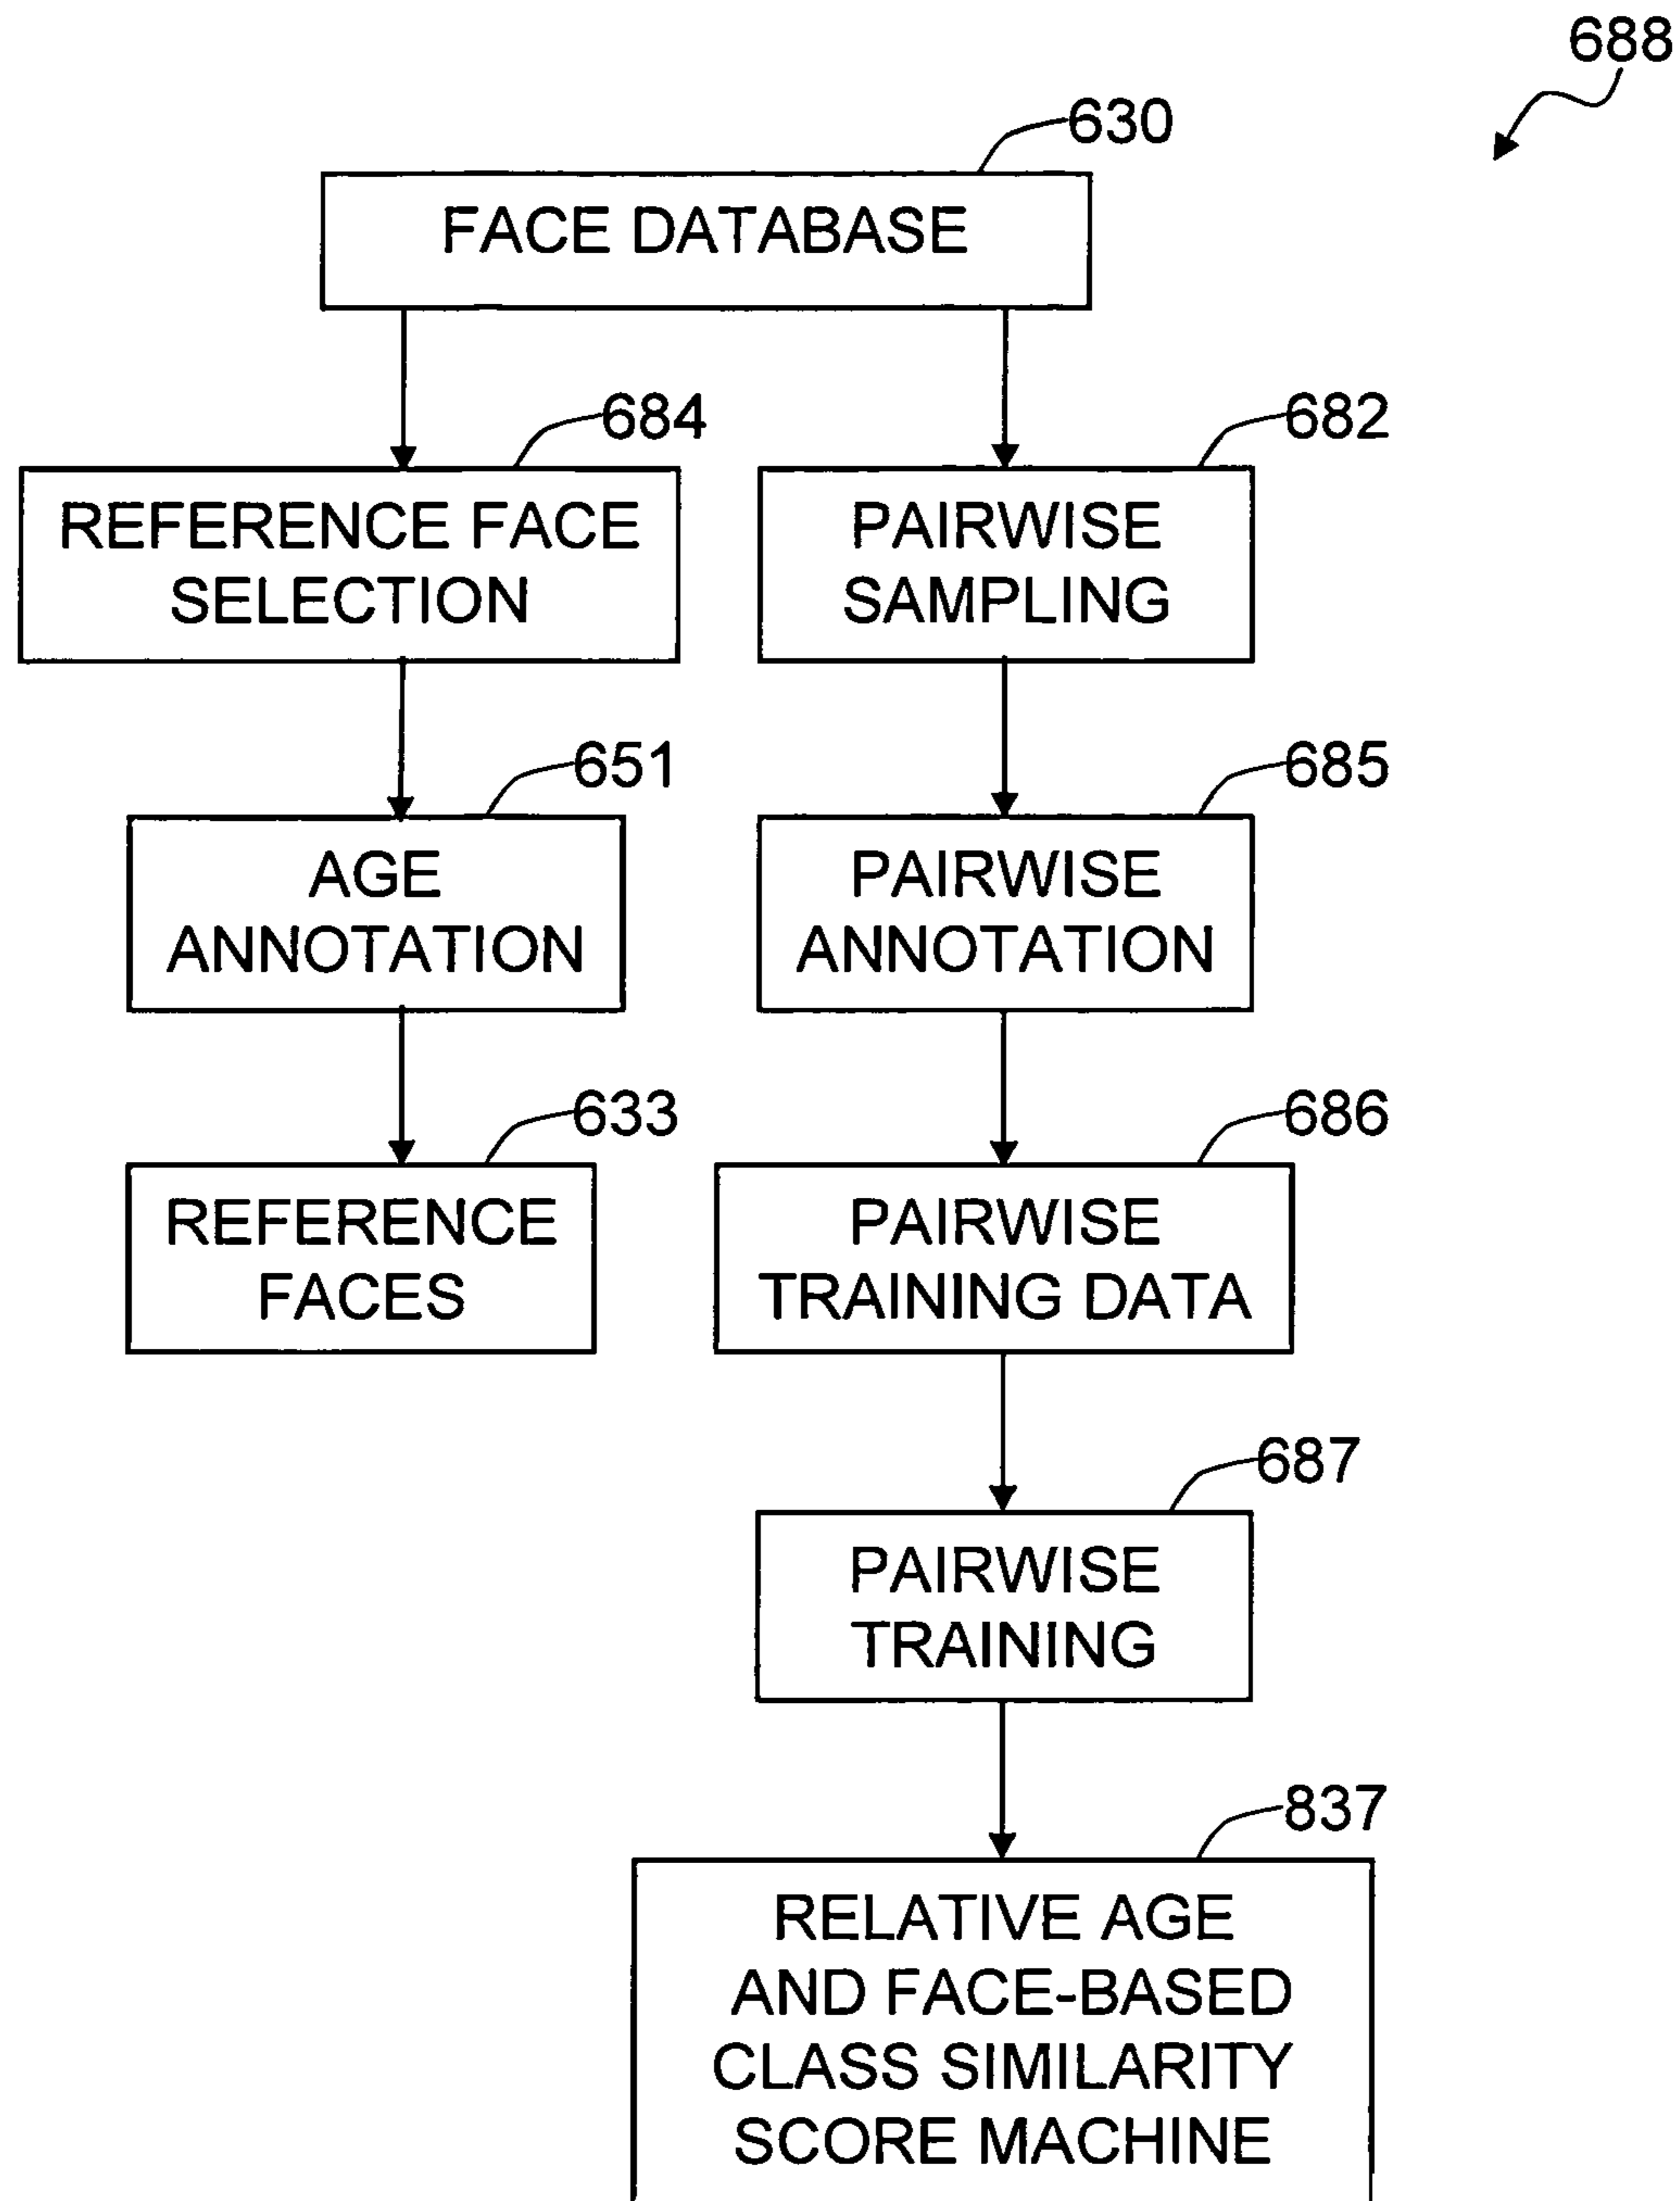 688
630
FACE DATABASE
684
682
REFERENCE FACE
SELECTION
PAIRWISE
SAMPLING
651
685
AGE
ANNOTATION
PAIRWISE
ANNOTATION
633
686
REFERENCE
FACES
PAIRWISE
TRAINING DATA
687
PAIRWISE
TRAINING
837
RELATIVE AGE
AND FACE-BASED
CLASS SIMILARITY
SCORE MACHINE